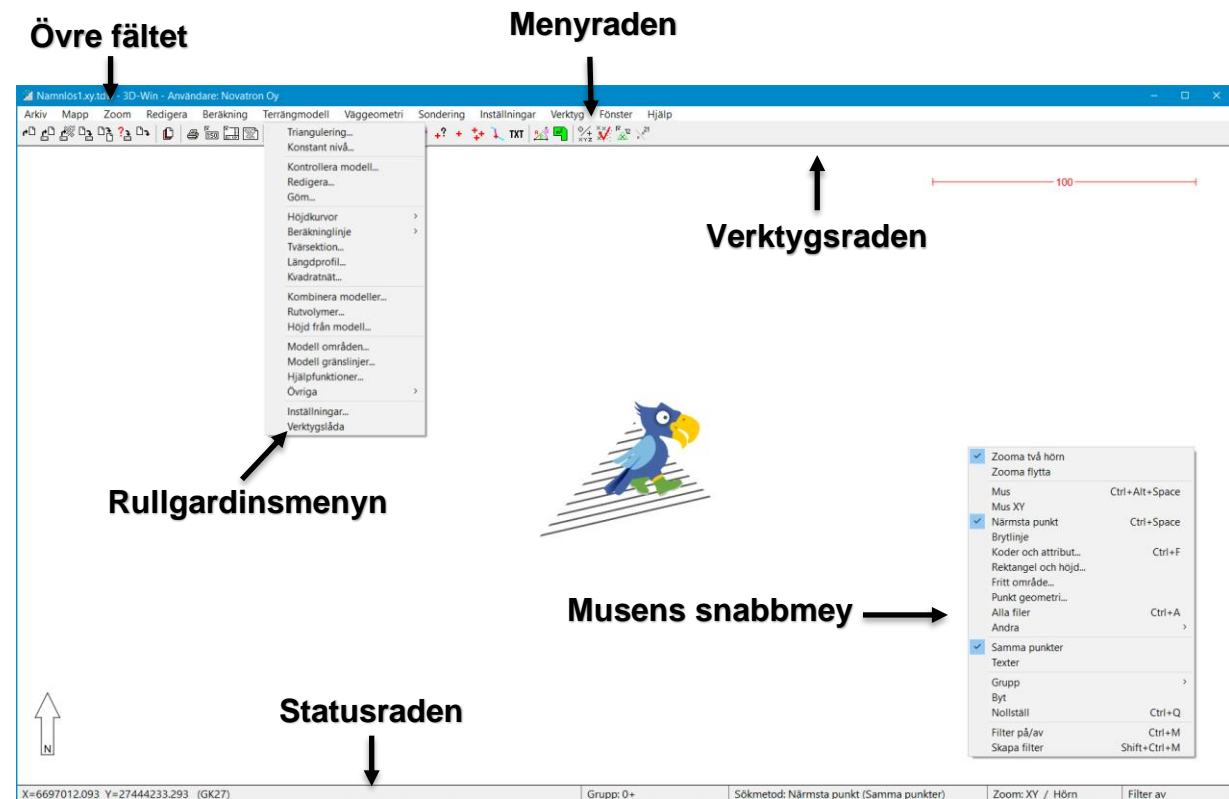 Övre fältet
Menyraden
Namnlös1.xy.tdw - 3D-Win - Användare: Novatron Oy
Arkiv Mapp Zoom Redigera Beräkning Terrängmodell Väggeometri Sondering Inställningar Verktyg Fönster Hjälp
TXT
Triangulering...
Konstant nivå...
Kontrollera modell...
Redigera...
Göm...
Höjdkurvor
Beräkninglinje
Tvärsektion...
Längdprofil...
Kvadratnät...
Kombinera modeller...
Rutvolymer...
Höjd från modell...
Modell områden...
Modell gränslinjer...
Hjälpfunktioner...
Övriga
Inställningar...
Verktygslåda
100
Verktygsraden
Rullgardinsmenyn
Zooma två hörn
Zooma flytta
Mus Ctrl+Alt+Space
Mus XY
Närmsta punkt Ctrl+Space
Brytlinje
Koder och attribut... Ctrl+F
Rektangel och höjd...
Fritt område...
Punkt geometri...
Alla filer Ctrl+A
Andra
Samma punkter
Texter
Grupp
Byt
Nollställ Ctrl+Q
Filter på/av Ctrl+M
Skapa filter Shift+Ctrl+M
Musens snabbmey
Statusraden
N
X=6697012.093 Y=27444233.293 (GK27) Grupp: 0+ Sökmetod: Närmsta punkt (Samma punkter) Zoom: XY / Hörn Filter av